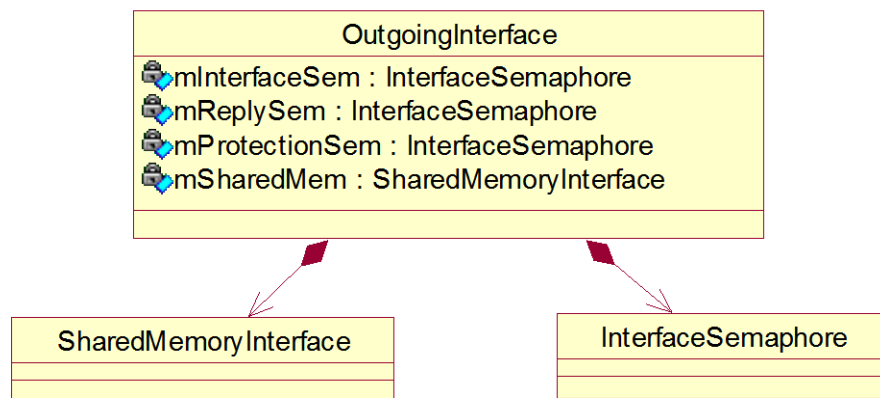 OutgoingInterface
mInterfaceSem : InterfaceSemaphore
mReplySem : InterfaceSemaphore
mProtectionSem : InterfaceSemaphore
mSharedMem : SharedMemoryInterface
SharedMemoryInterface
InterfaceSemaphore